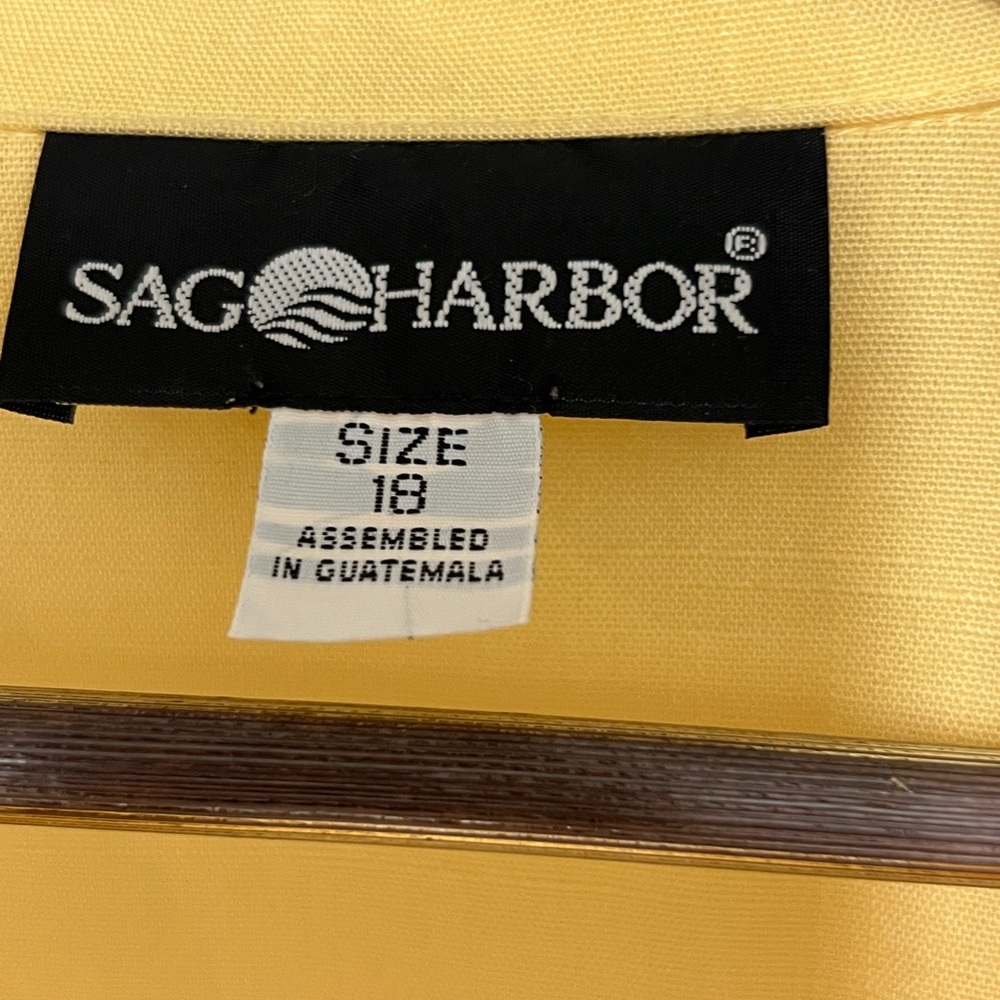 SAG HARBOR®
SIZE
18
ASSEMBLED
IN GUATEMALA